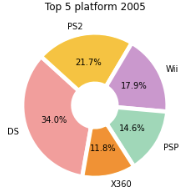 Top 5 platform 2005
PS2
21.7%
Wii
17.9%
DS
34.0%
14.6%
PSP
11.8%
X360